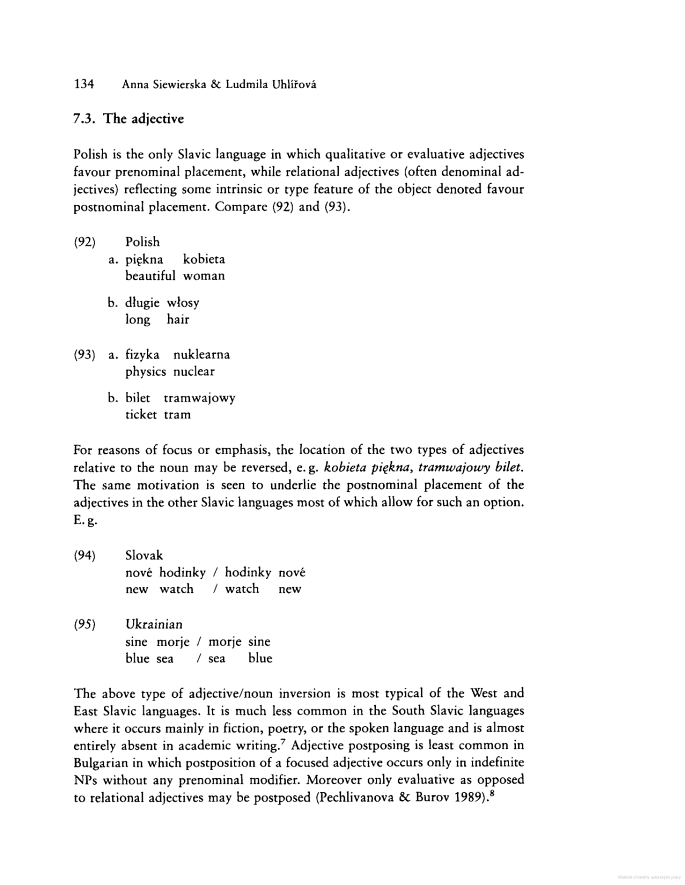 134 Anna Siewierska & Ludmila Uhlířová
7.3. The adjective
Polish is the only Slavic language in which qualitative or evaluative adjectives
favour prenominal placement, while relational adjectives (often denominal ad-
jectives) reflecting some intrinsic or type feature of the object denoted favour
postnominal placement. Compare (92) and (93).
(92) Polish
a. piękna kobieta
beautiful woman
b. długie włosy
long hair
(93) a. fizyka nuklearna
physics nuclear
b. bilet tramwajowy
ticket tram
For reasons of focus or emphasis, the location of the two types of adjectives
relative to the noun may be reversed, e. g. kobieta piękna, tramwajowy bilet.
The same motivation is seen to underlie the postnominal placement of the
adjectives in the other Slavic languages most of which allow for such an option.
E. g.
(94) Slovak
nové hodinky / hodinky nové
new watch / watch new
(95) Ukrainian
sine morje / morje sine
blue sea / sea blue
The above type of adjective/noun inversion is most typical of the West and
East Slavic languages. It is much less common in the South Slavic languages
where it occurs mainly in fiction, poetry, or the spoken language and is almost
entirely absent in academic writing.⁷ Adjective postposing is least common in
Bulgarian in which postposition of a focused adjective occurs only in indefinite
NPs without any prenominal modifier. Moreover only evaluative as opposed
to relational adjectives may be postposed (Pechlivanova & Burov 1989).⁸